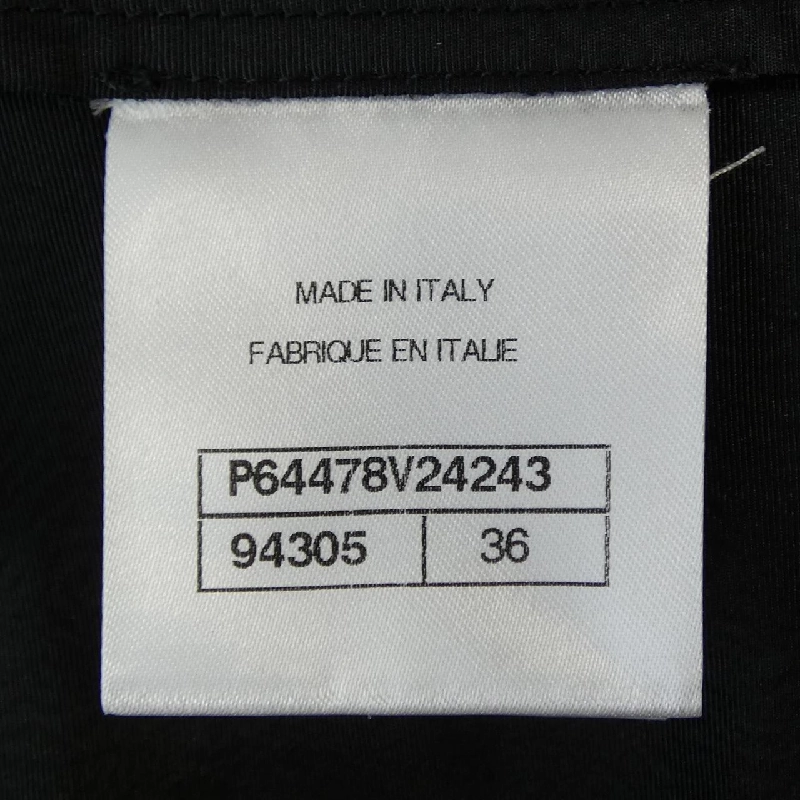 MADE IN ITALY
FABRIQUE EN ITALIE
P64478V24243
94305 36